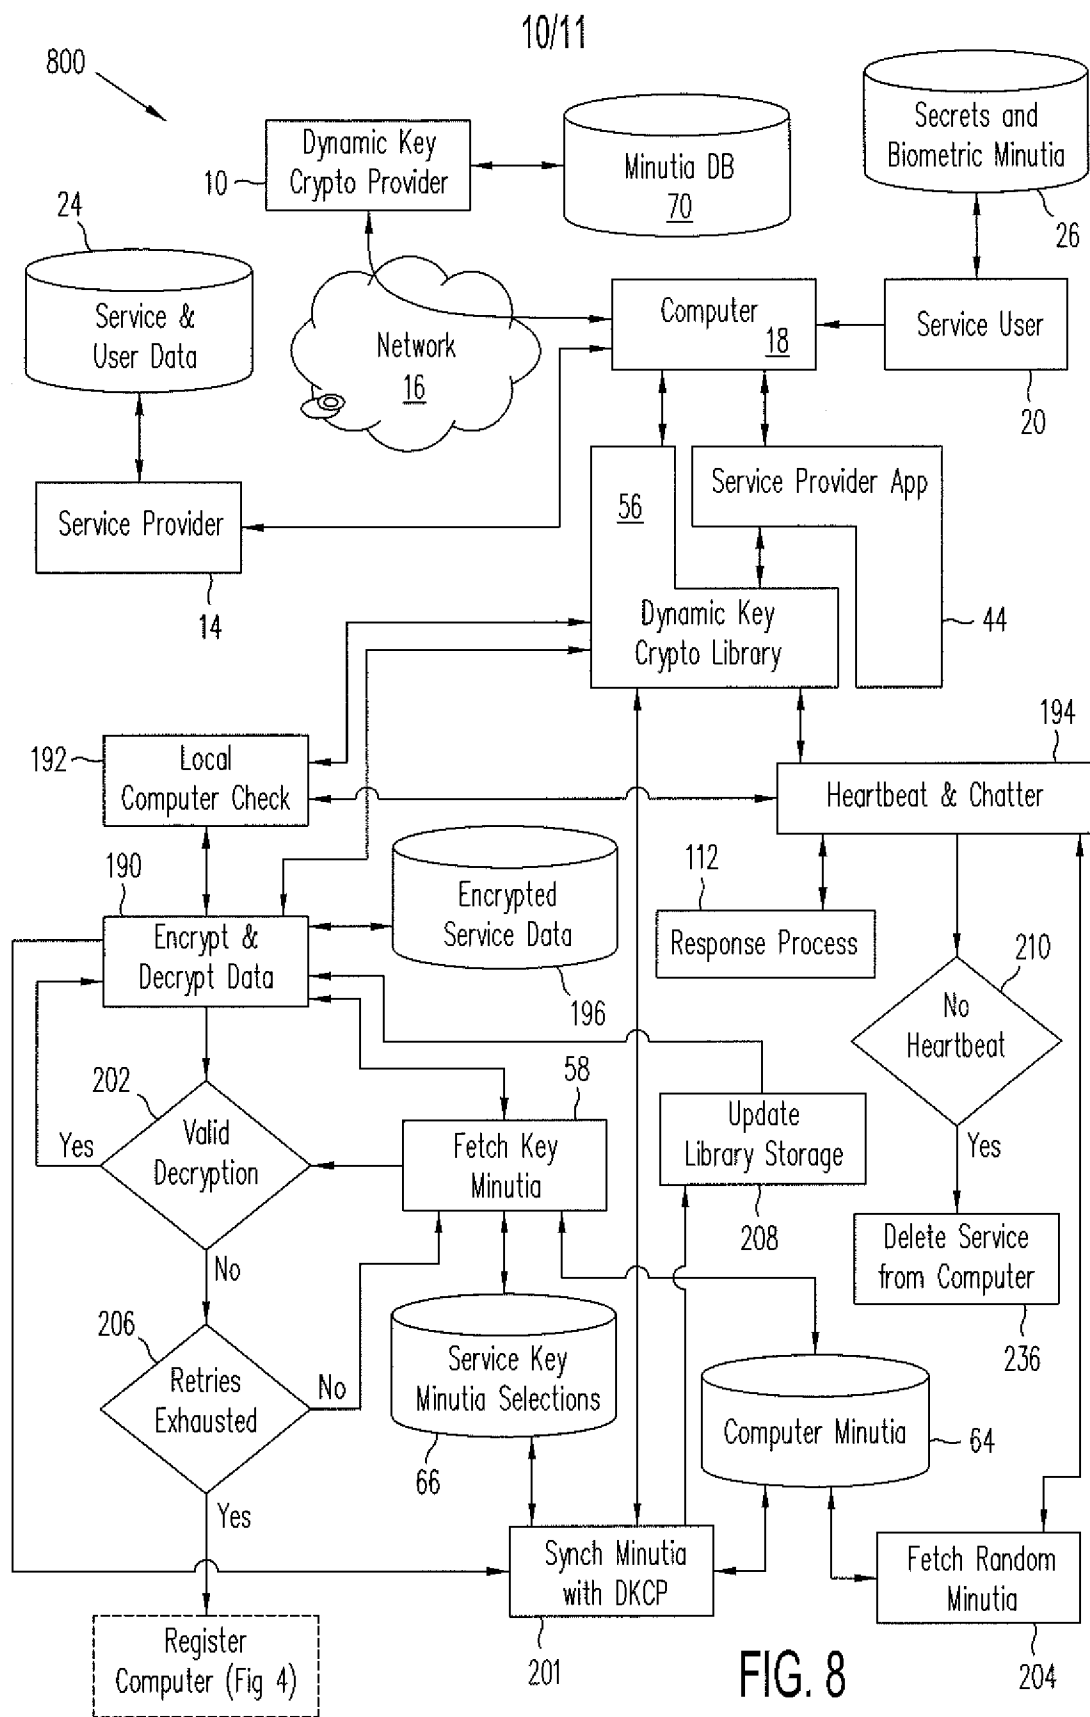 10/11
800
Dynamic Key
Crypto Provider
10
Minutia DB
70
Secrets and
Biometric Minutia
26
24
Service &
User Data
Network
16
Computer
18
Service User
20
Service Provider
14
56
Service Provider App
Dynamic Key
Crypto Library
44
192
Local
Computer Check
194
Heartbeat & Chatter
190
Encrypt &
Decrypt Data
Encrypted
Service Data
196
112
Response Process
210
No
Heartbeat
202
Valid
Decryption
Yes
58
Fetch Key
Minutia
Update
Library Storage
208
Yes
No
Delete Service
from Computer
236
206
Retries
Exhausted
No
Service Key
Minutia Selections
66
Computer Minutia
64
Yes
Synch Minutia
with DKCP
201
Fetch Random
Minutia
204
Register
Computer (Fig 4)
FIG. 8